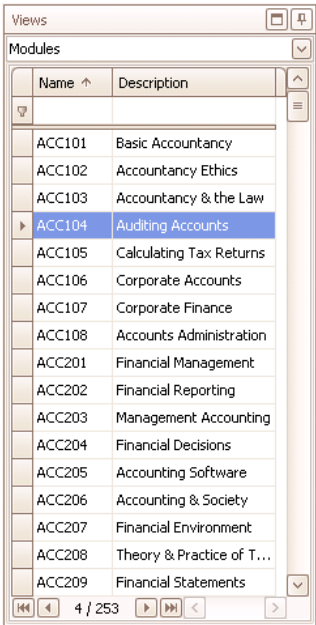 Views
Modules
Name Description
ACC101 Basic Accountancy
ACC102 Accountancy Ethics
ACC103 Accountancy & the Law
ACC104 Auditing Accounts
ACC105 Calculating Tax Returns
ACC106 Corporate Accounts
ACC107 Corporate Finance
ACC108 Accounts Administration
ACC201 Financial Management
ACC202 Financial Reporting
ACC203 Management Accounting
ACC204 Financial Decisions
ACC205 Accounting Software
ACC206 Accounting & Society
ACC207 Financial Environment
ACC208 Theory & Practice of T...
ACC209 Financial Statements
4 / 253